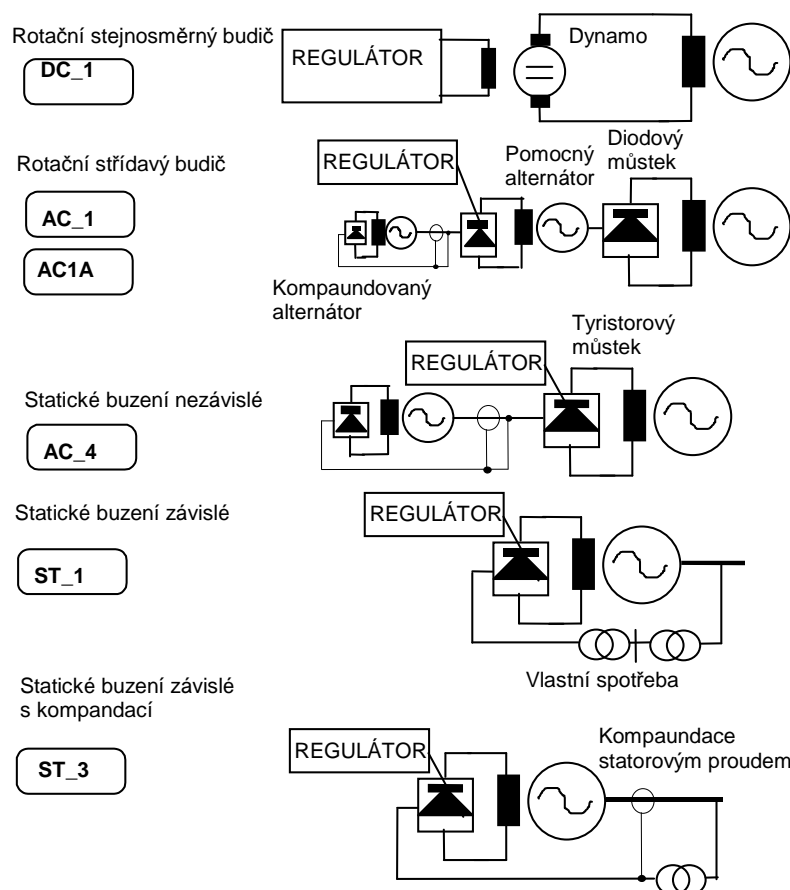 Rotační stejnosměrný budič
DC_1
REGULÁTOR
Dynamo
Rotační střídavý budič
AC_1
AC1A
REGULÁTOR
Pomocný
alternátor
Diodový
můstek
Kompaundovaný
alternátor
Statické buzení nezávislé
AC_4
REGULÁTOR
Tyristorový
můstek
Statické buzení závislé
ST_1
REGULÁTOR
Vlastní spotřeba
Statické buzení závislé
s kompandací
ST_3
REGULÁTOR
Kompaundace
statorovým proudem